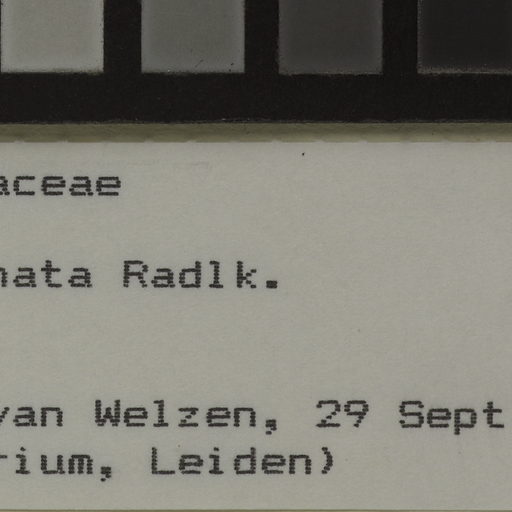 aceae
nata Radlk.
van Welzen, 29 Sept
rium, Leiden)